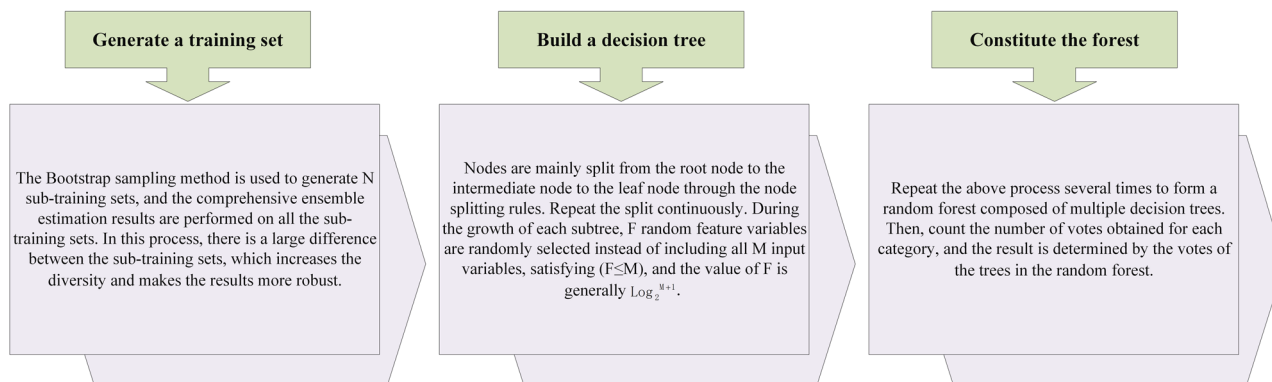 Generate a training set
The Bootstrap sampling method is used to generate N
sub-training sets, and the comprehensive ensemble
estimation results are performed on all the sub-
training sets. In this process, there is a large difference
between the sub-training sets, which increases the
diversity and makes the results more robust.
Build a decision tree
Nodes are mainly split from the root node to the
intermediate node to the leaf node through the node
splitting rules. Repeat the split continuously. During
the growth of each subtree, F random feature variables
are randomly selected instead of including all M input
variables, satisfying (F≤M), and the value of F is
generally Log₂ᴹ⁺¹.
Constitute the forest
Repeat the above process several times to form a
random forest composed of multiple decision trees.
Then, count the number of votes obtained for each
category, and the result is determined by the votes of
the trees in the random forest.